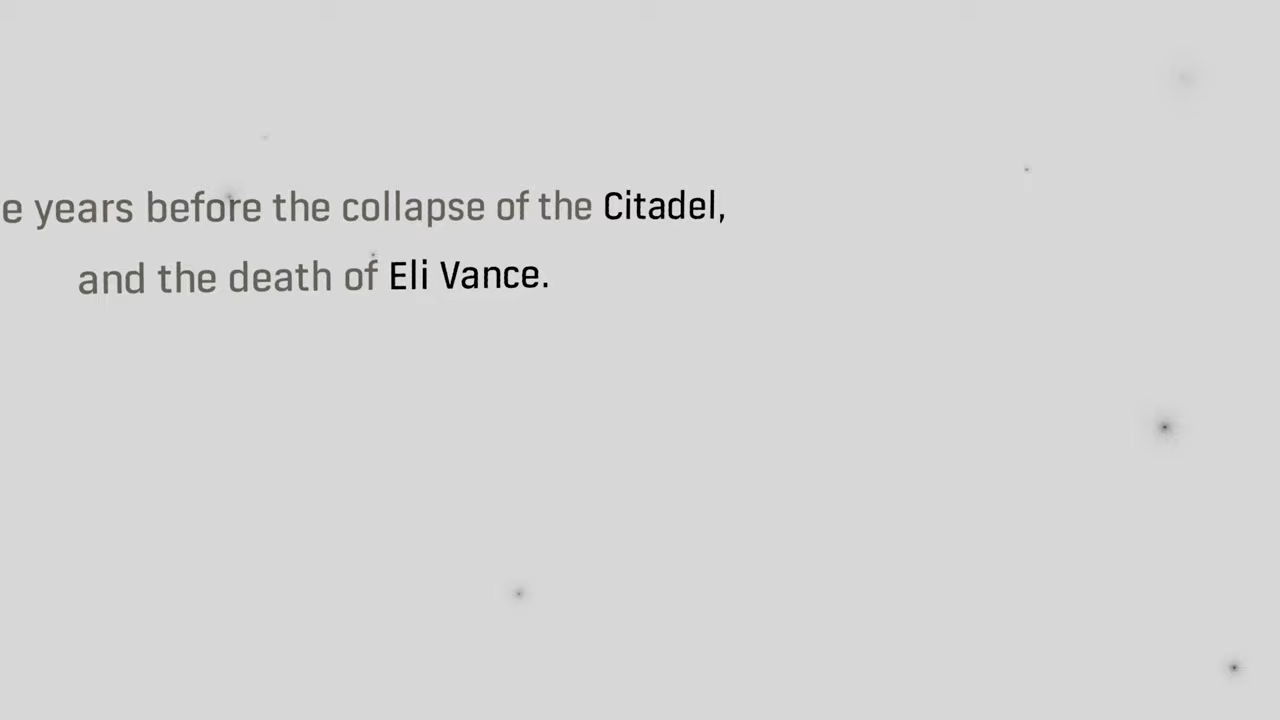 e years before the collapse of the Citadel,
and the death of Eli Vance.